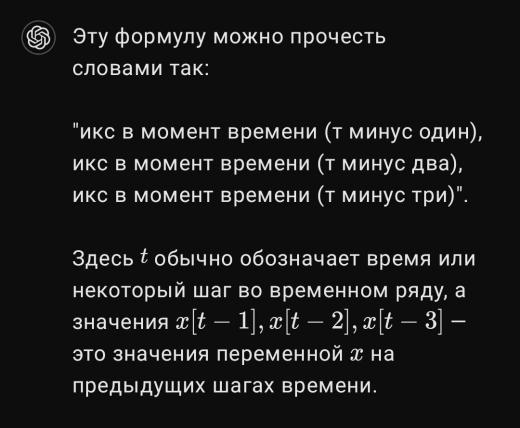 Эту формулу можно прочесть
словами так:
"икс в момент времени (т минус один),
икс в момент времени (т минус два),
икс в момент времени (т минус три)".
Здесь t обычно обозначает время или
некоторый шаг во временном ряду, а
значения x[t − 1], x[t − 2], x[t − 3] —
это значения переменной x на
предыдущих шагах времени.